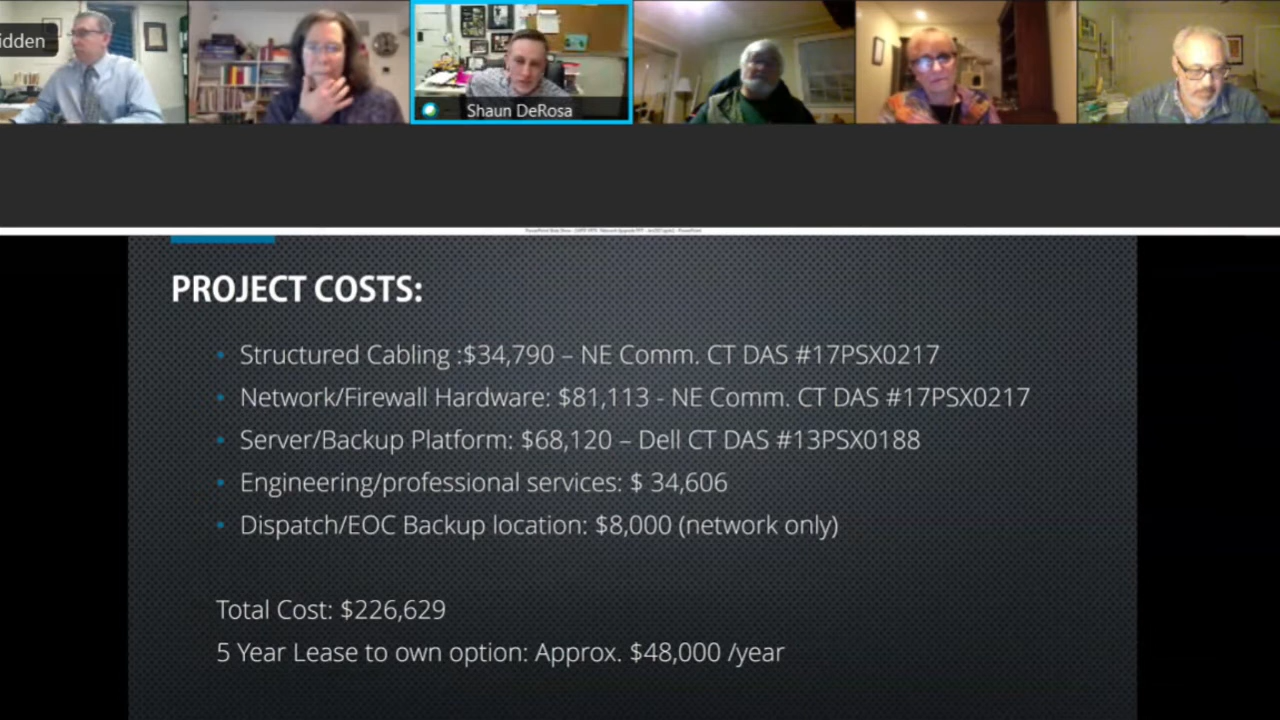 idden
Shaun DeRosa
PROJECT COSTS:
• Structured Cabling :$34,790 – NE Comm. CT DAS #17PSX0217
• Network/Firewall Hardware: $81,113 - NE Comm. CT DAS #17PSX0217
• Server/Backup Platform: $68,120 – Dell CT DAS #13PSX0188
• Engineering/professional services: $ 34,606
• Dispatch/EOC Backup location: $8,000 (network only)
Total Cost: $226,629
5 Year Lease to own option: Approx. $48,000 /year